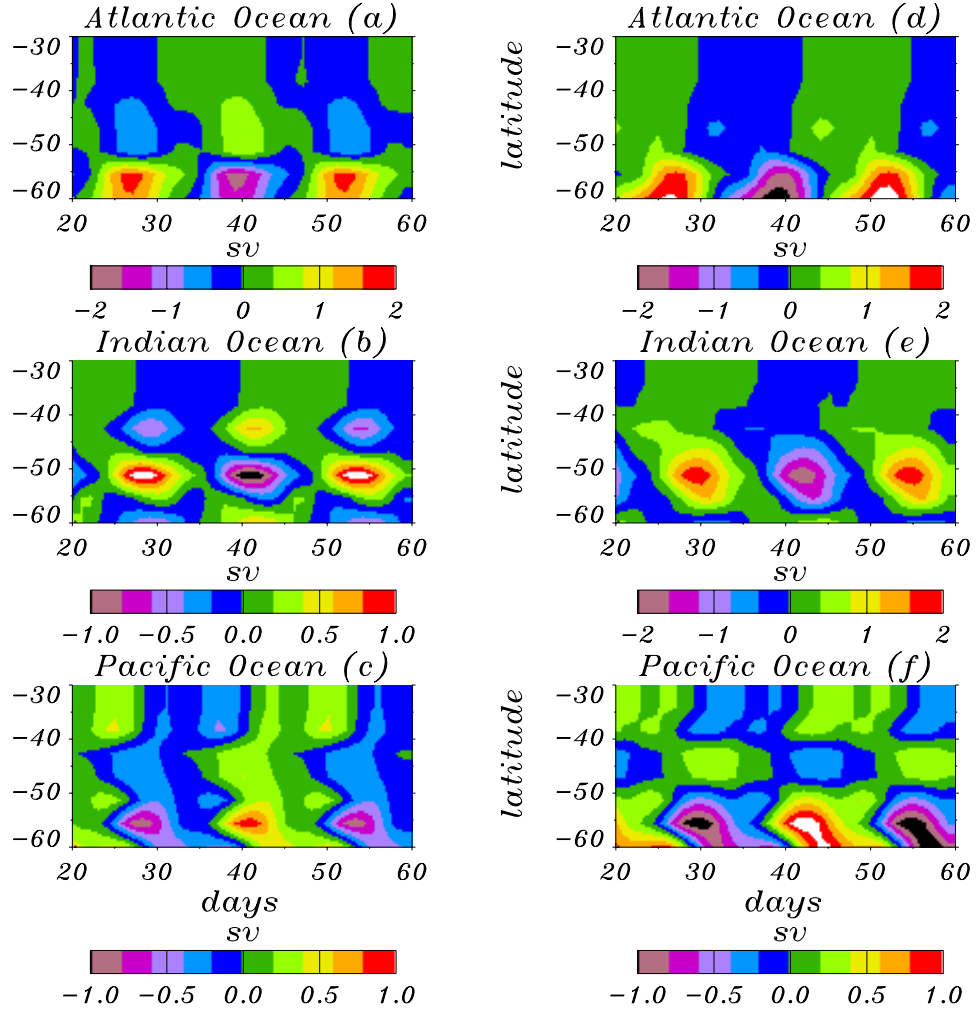 Atlantic Ocean (a)
-30
-40
-50
-60
20 30 40 50 60
sv
-2 -1 0 1 2
Atlantic Ocean (d)
latitude
-30
-40
-50
-60
20 30 40 50 60
sv
-2 -1 0 1 2
Indian Ocean (b)
-30
-40
-50
-60
20 30 40 50 60
sv
-1.0 -0.5 0.0 0.5 1.0
Indian Ocean (e)
latitude
-30
-40
-50
-60
20 30 40 50 60
sv
-2 -1 0 1 2
Pacific Ocean (c)
-30
-40
-50
-60
20 30 40 50 60
days
sv
-1.0 -0.5 0.0 0.5 1.0
Pacific Ocean (f)
latitude
-30
-40
-50
-60
20 30 40 50 60
days
sv
-1.0 -0.5 0.0 0.5 1.0